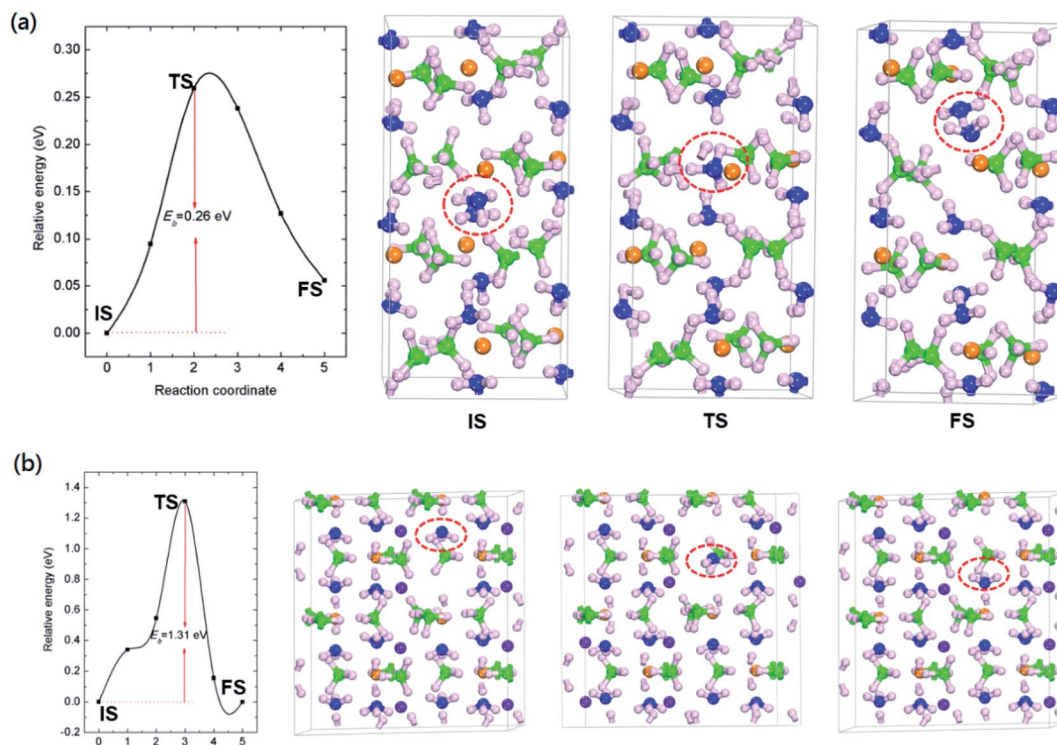 (a)
0.30
0.25
0.20
0.15
0.10
0.05
0.00
Relative energy (eV)
TS
E_b=0.26 eV
IS
FS
0 1 2 3 4 5
Reaction coordinate
IS TS FS
(b)
1.4
1.2
1.0
0.8
0.6
0.4
0.2
0.0
-0.2
Relative energy (eV)
TS
E_b=1.31 eV
IS
FS
0 1 2 3 4 5